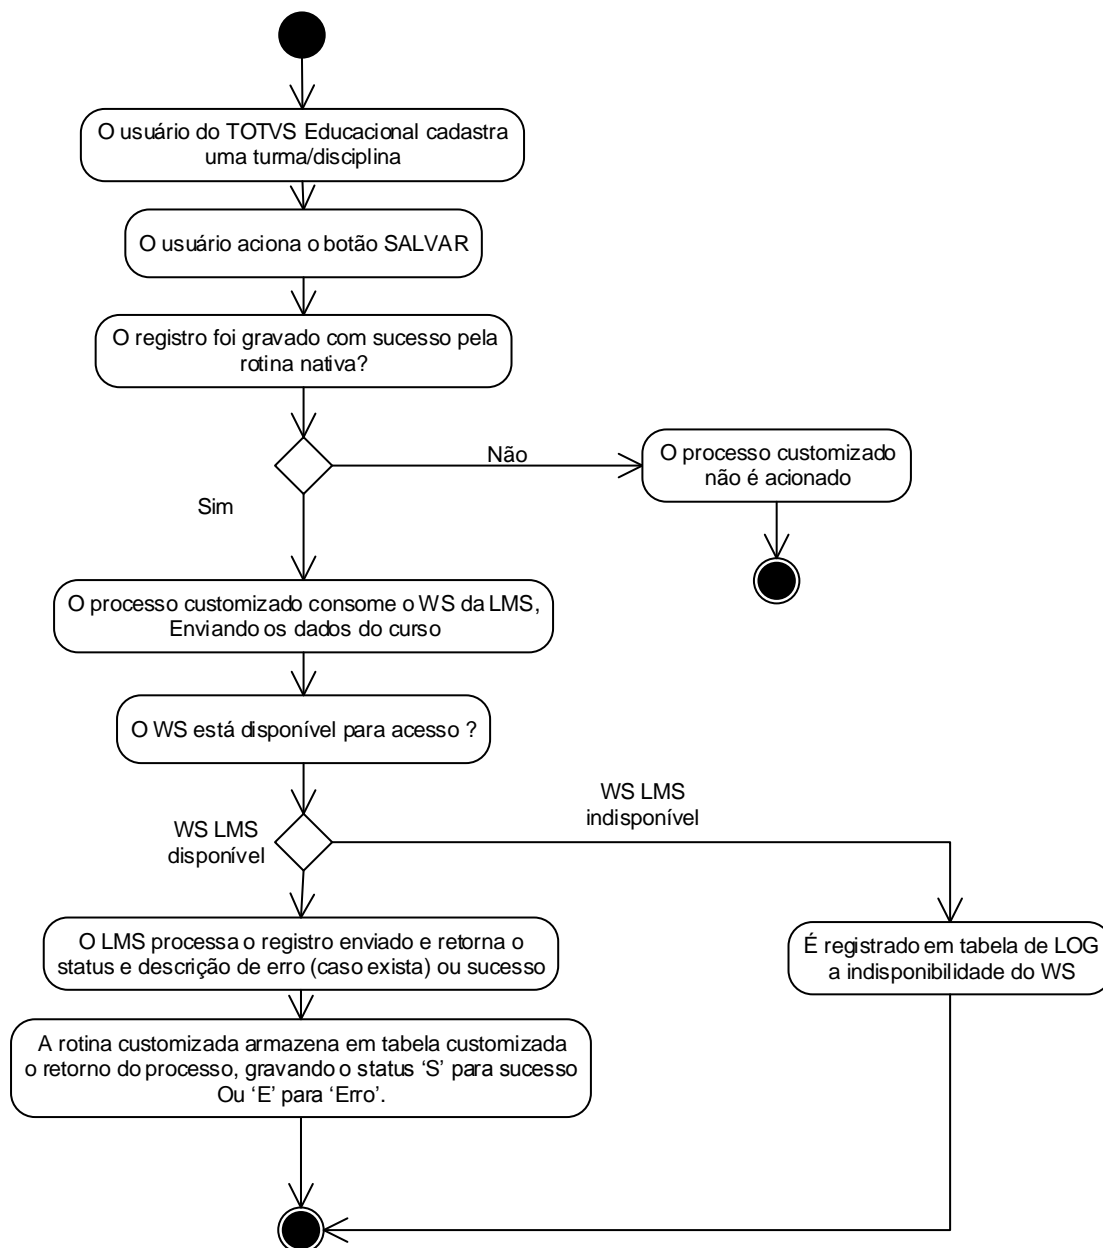 O usuário do TOTVS Educacional cadastra
uma turma/disciplina
O usuário aciona o botão SALVAR
O registro foi gravado com sucesso pela
rotina nativa?
Não
O processo customizado
não é acionado
Sim
O processo customizado consome o WS da LMS,
Enviando os dados do curso
O WS está disponível para acesso ?
WS LMS
indisponível
WS LMS
disponível
O LMS processa o registro enviado e retorna o
status e descrição de erro (caso exista) ou sucesso
É registrado em tabela de LOG
a indisponibilidade do WS
A rotina customizada armazena em tabela customizada
o retorno do processo, gravando o status ‘S’ para sucesso
Ou ‘E’ para ‘Erro’.